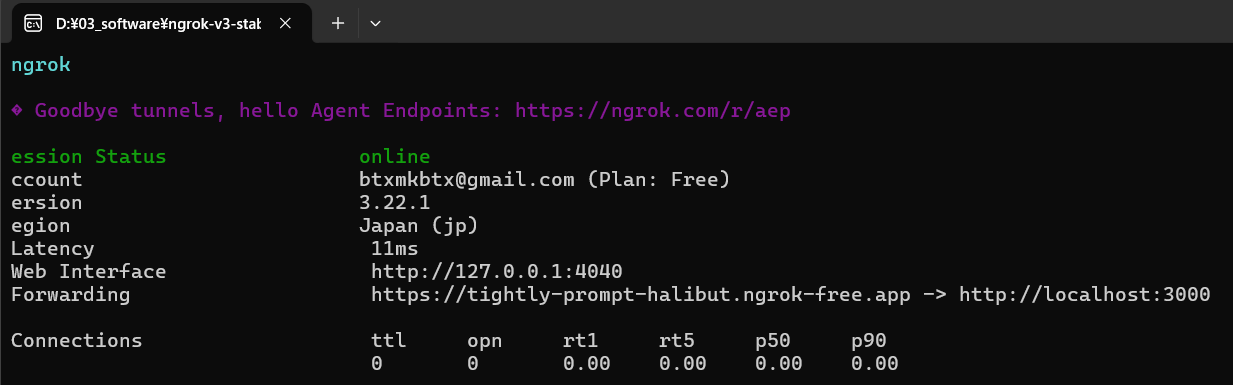 D:¥03_software¥ngrok-v3-stab
ngrok
Goodbye tunnels, hello Agent Endpoints: https://ngrok.com/r/aep
ession Status online
ccount btxmkbtx@gmail.com (Plan: Free)
ersion 3.22.1
egion Japan (jp)
Latency 11ms
Web Interface http://127.0.0.1:4040
Forwarding https://tightly-prompt-halibut.ngrok-free.app -> http://localhost:3000
Connections ttl opn rt1 rt5 p50 p90
0 0 0.00 0.00 0.00 0.00